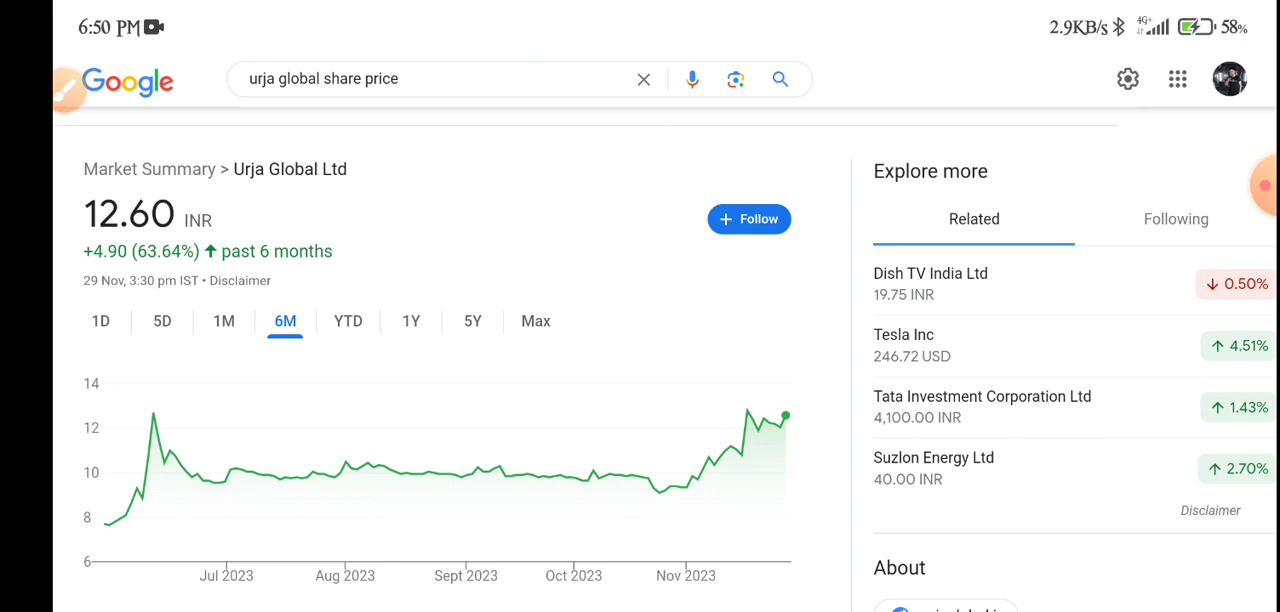 6:50 PM
2.9KB/s 4G+ 58%
Google
urja global share price
Market Summary > Urja Global Ltd
12.60 INR
+ Follow
+4.90 (63.64%) ↑ past 6 months
29 Nov, 3:30 pm IST • Disclaimer
1D 5D 1M 6M YTD 1Y 5Y Max
14
12
10
8
6
Jul 2023 Aug 2023 Sept 2023 Oct 2023 Nov 2023
Explore more
Related Following
Dish TV India Ltd
19.75 INR
↓ 0.50%
Tesla Inc
246.72 USD
↑ 4.51%
Tata Investment Corporation Ltd
4,100.00 INR
↑ 1.43%
Suzlon Energy Ltd
40.00 INR
↑ 2.70%
Disclaimer
About